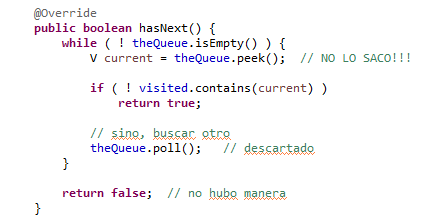 @Override
public boolean hasNext() {
while ( ! theQueue.isEmpty() ) {
V current = theQueue.peek();  // NO LO SACO!!!
if ( ! visited.contains(current) )
return true;
// sino, buscar otro
theQueue.poll();   // descartado
}
return false;  // no hubo manera
}